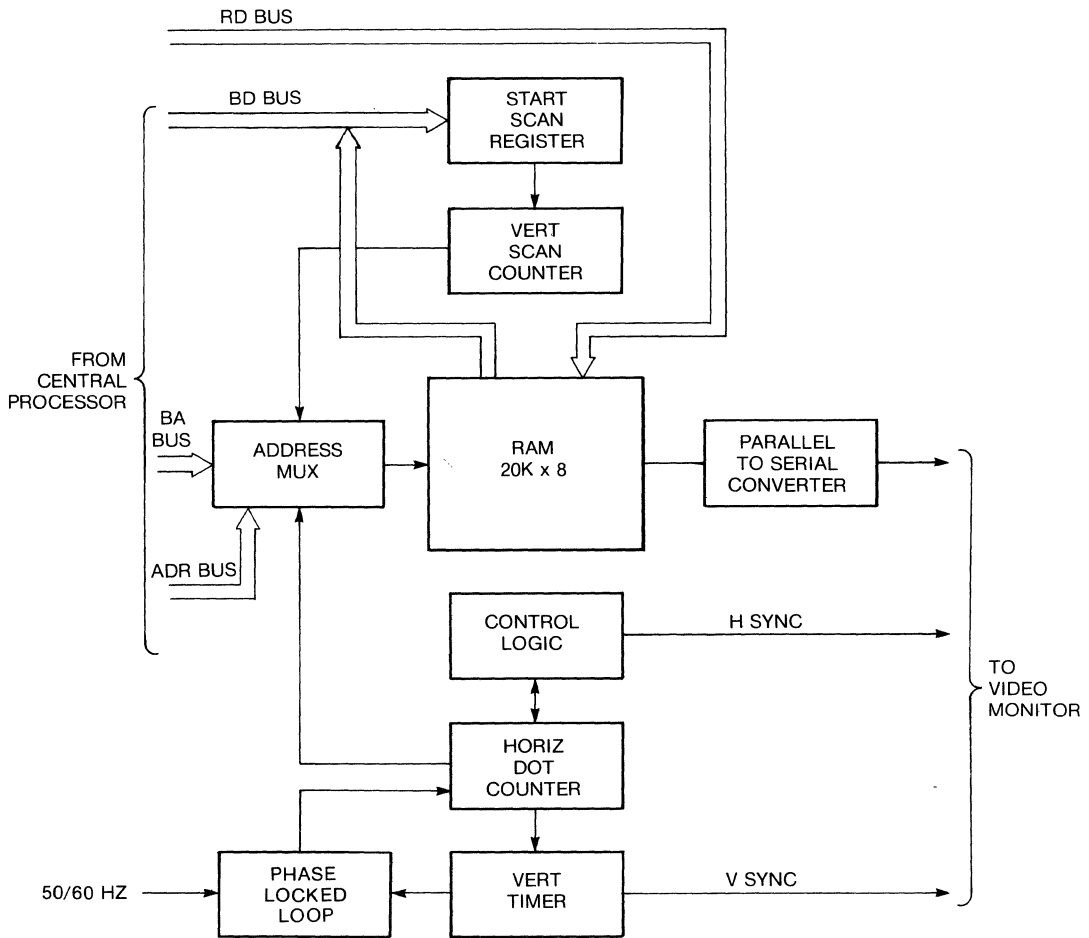 RD BUS
BD BUS
START
SCAN
REGISTER
VERT
SCAN
COUNTER
FROM
CENTRAL
PROCESSOR
BA
BUS
ADDRESS
MUX
RAM
20K x 8
PARALLEL
TO SERIAL
CONVERTER
ADR BUS
CONTROL
LOGIC
H SYNC
TO
VIDEO
MONITOR
HORIZ
DOT
COUNTER
50/60 HZ
PHASE
LOCKED
LOOP
VERT
TIMER
V SYNC